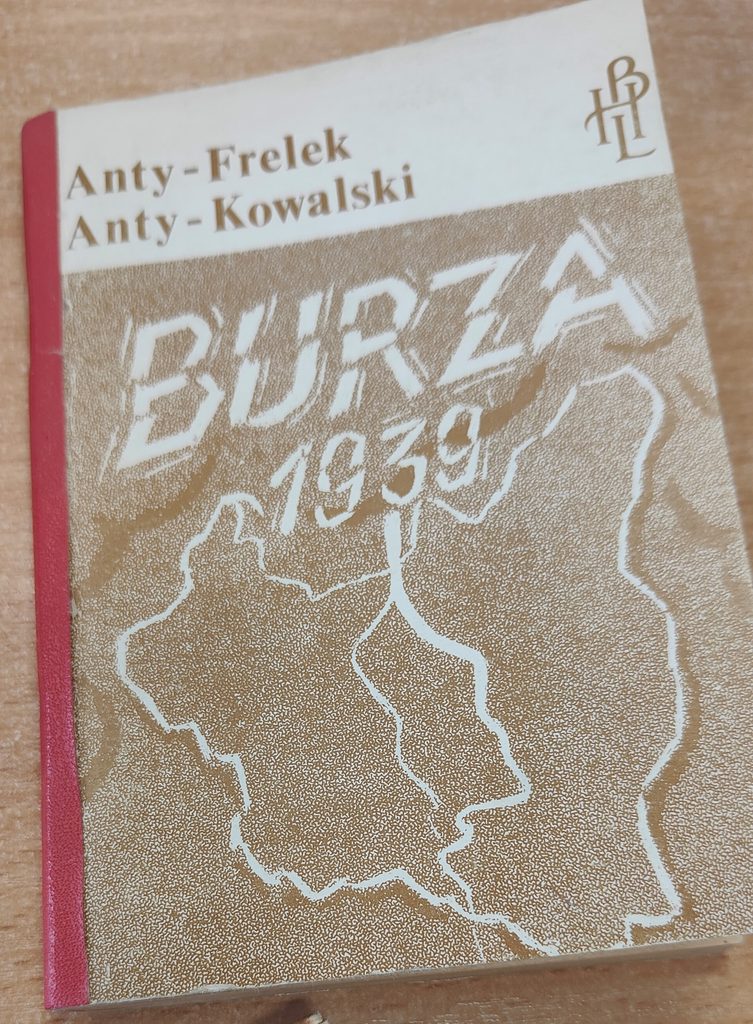 Anty-Frelek
Anty-Kowalski
BURZA
1939